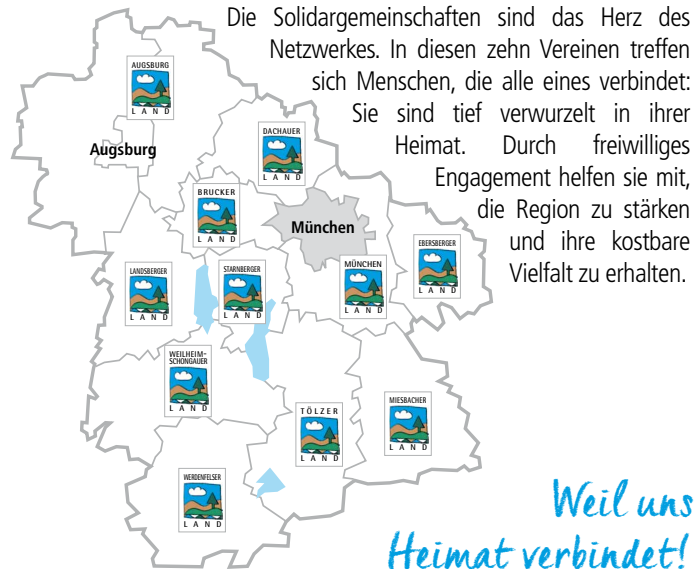 Die Solidargemeinschaften sind das Herz des
Netzwerkes. In diesen zehn Vereinen treffen
sich Menschen, die alle eines verbindet:
Sie sind tief verwurzelt in ihrer
Heimat. Durch freiwilliges
Engagement helfen sie mit,
die Region zu stärken
und ihre kostbare
Vielfalt zu erhalten.
AUGSBURG
LAND
Augsburg
DACHAUER
LAND
BRUCKER
LAND
München
EBERSBERGER
LAND
LANDSBERGER
LAND
STARNBERGER
LAND
MÜNCHEN
LAND
WEILHEIM-
SCHONGAUER
LAND
TÖLZER
LAND
MIESBACHER
LAND
WERDENFELSER
LAND
Weil uns
Heimat verbindet!